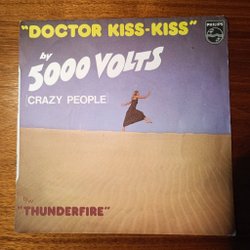 "DOCTOR KISS-KISS"
by
PHILIPS
5000 VOLTS
[CRAZY PEOPLE]
b/w
"THUNDERFIRE"